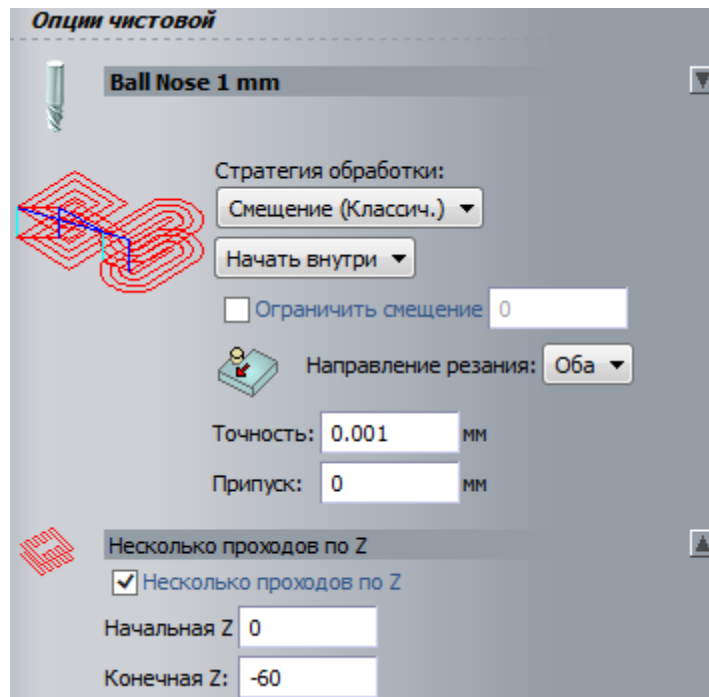 Опции чистовой
Ball Nose 1 mm
Стратегия обработки:
Смещение (Классич.)
Начать внутри
Ограничить смещение 0
Направление резания: Оба
Точность: 0.001 мм
Припуск: 0 мм
Несколько проходов по Z
Несколько проходов по Z
Начальная Z 0
Конечная Z: -60